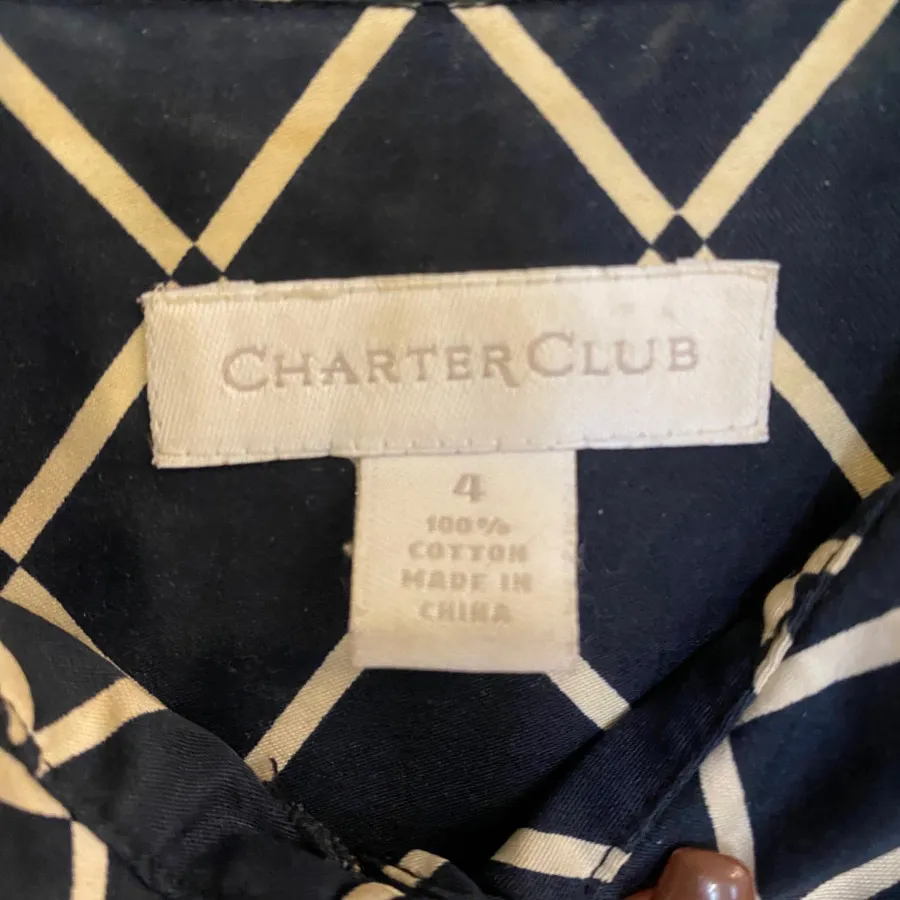 CHARTER CLUB
4
100%
COTTON
MADE IN
CHINA